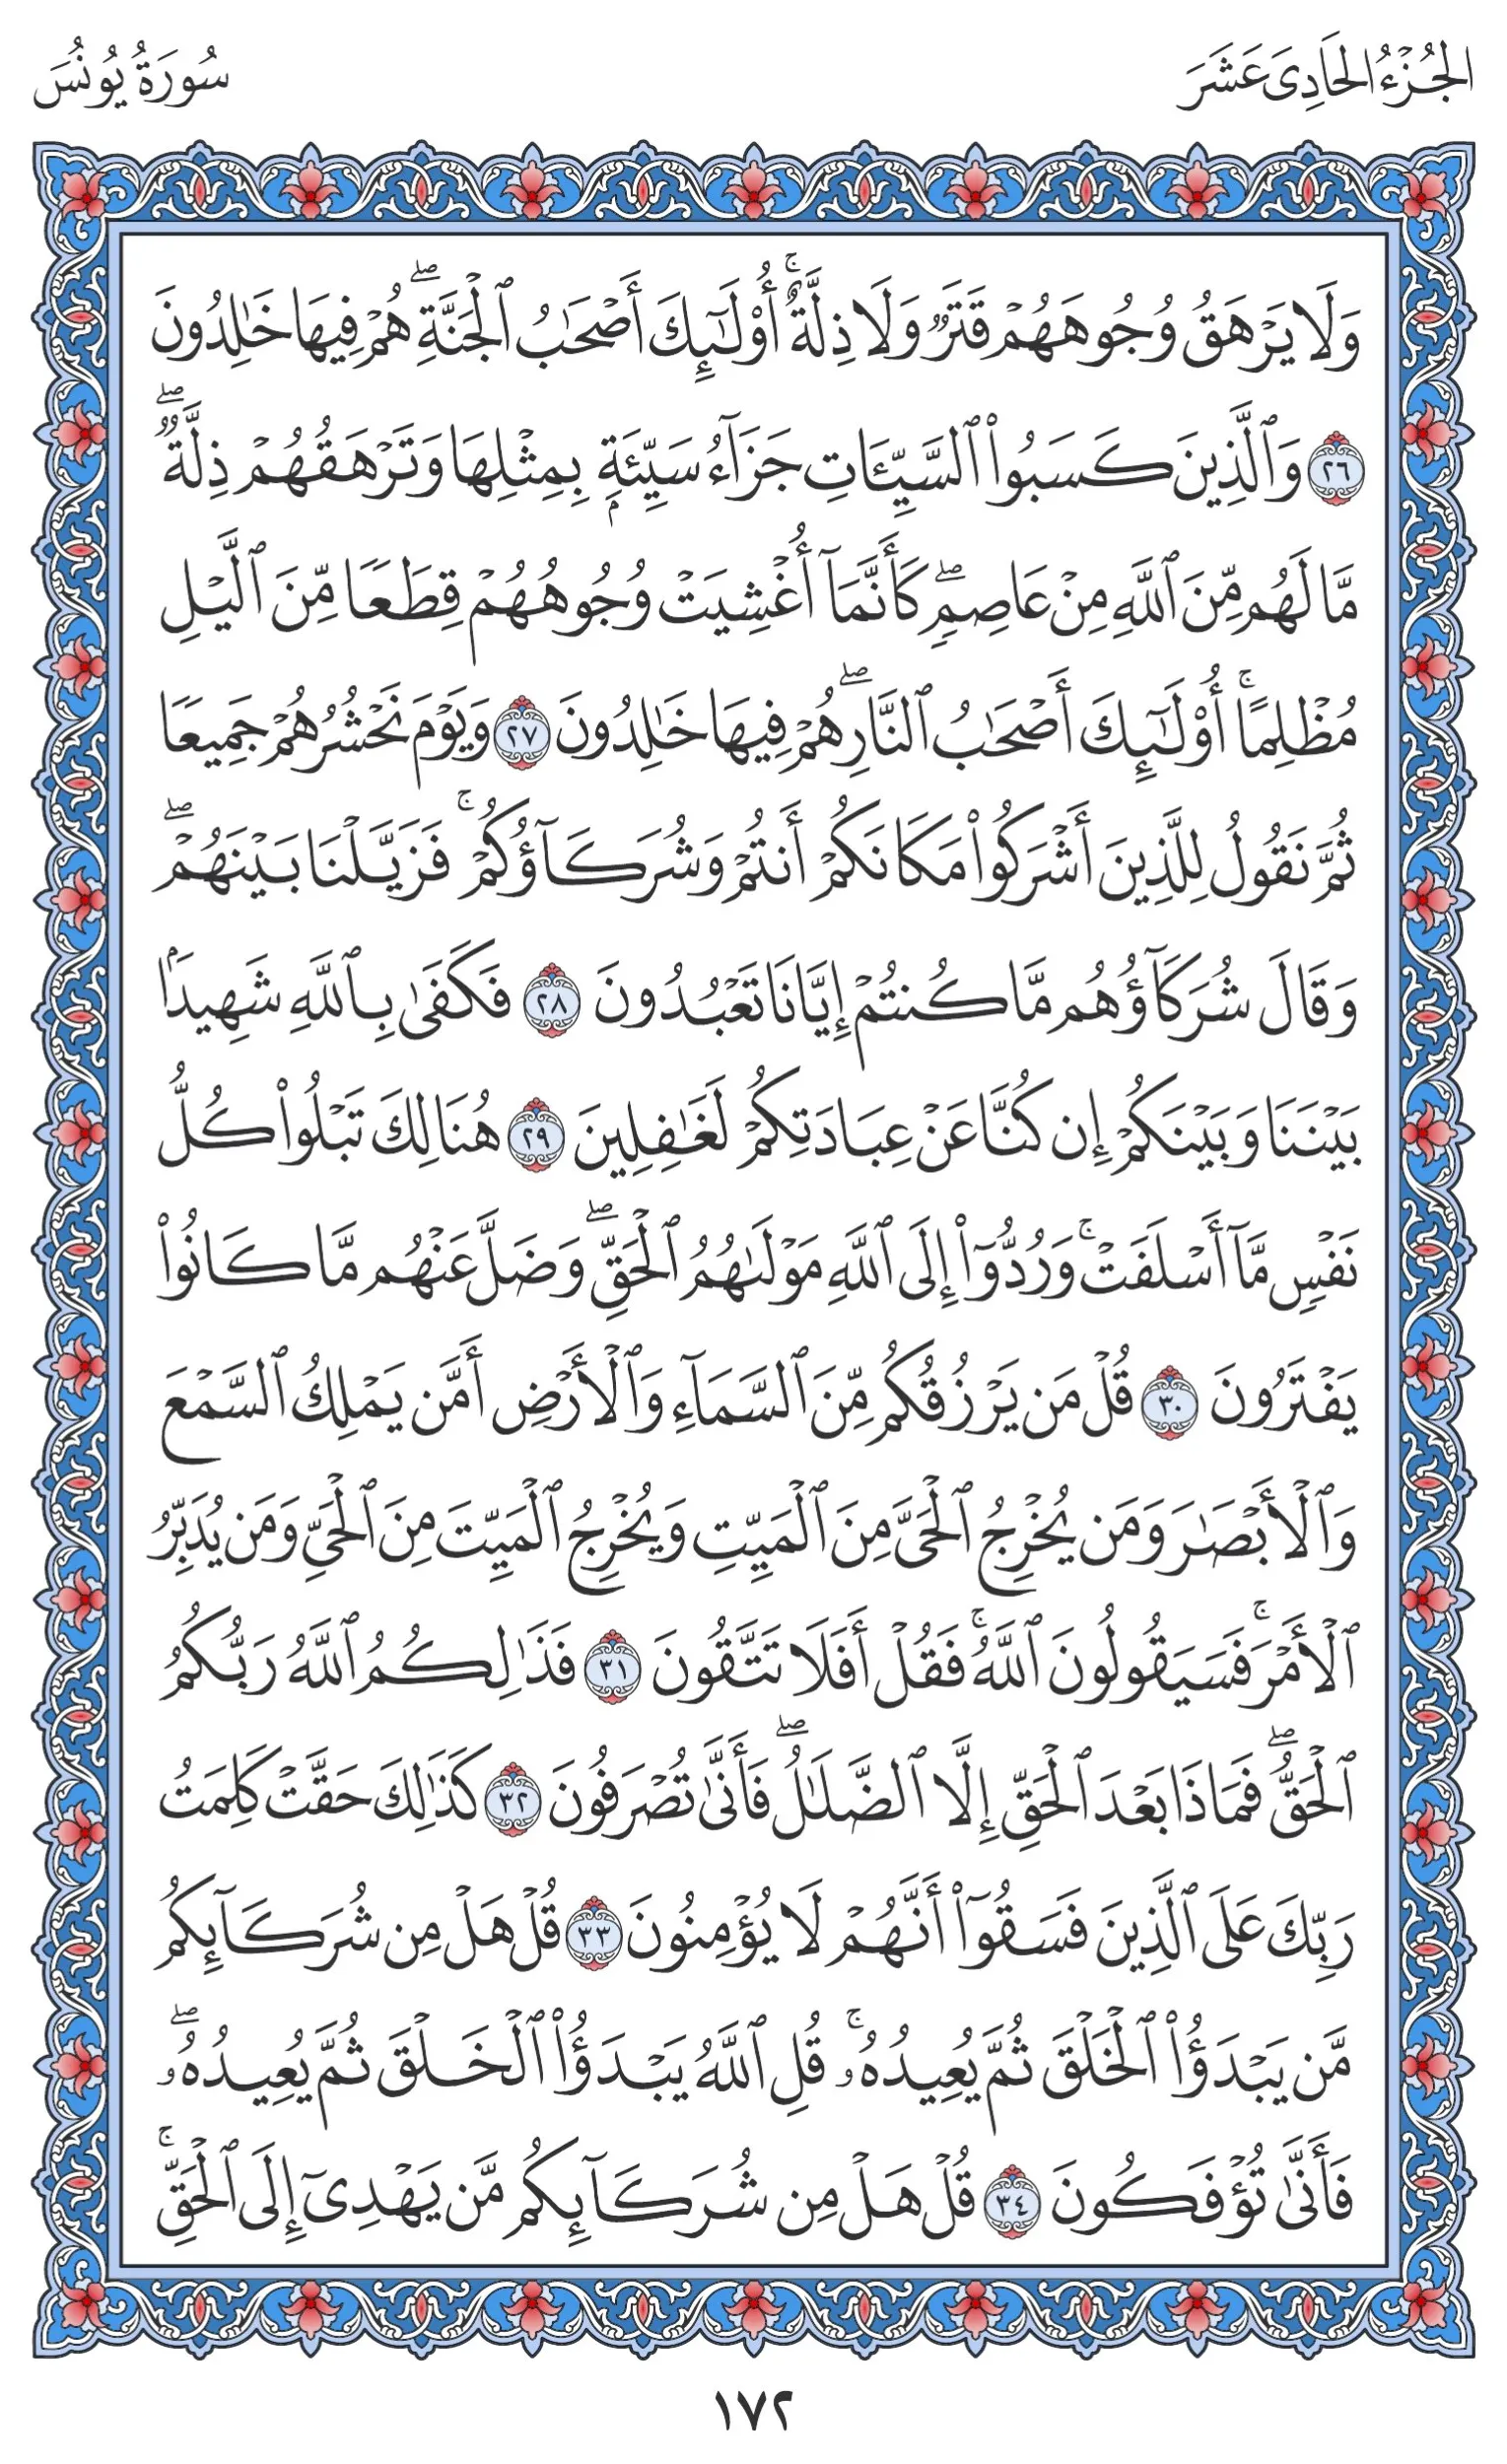 الجُزْءُ الحَادِىَ عَشَرَ
سُورَةُ يُونُسَ
وَلَا يَرْهَقُ وُجُوهَهُمْ قَتَرٌ وَلَا ذِلَّةٌ ۚ أُو۟لَـٰٓئِكَ أَصْحَـٰبُ ٱلْجَنَّةِ ۖ هُمْ فِيهَا خَـٰلِدُونَ
٢٦ وَٱلَّذِينَ كَسَبُوا۟ ٱلسَّيِّـَٔاتِ جَزَآءُ سَيِّئَةٍۭ بِمِثْلِهَا وَتَرْهَقُهُمْ ذِلَّةٌ ۖ
مَّا لَهُم مِّنَ ٱللَّهِ مِنْ عَاصِمٍ ۖ كَأَنَّمَآ أُغْشِيَتْ وُجُوهُهُمْ قِطَعًا مِّنَ ٱلَّيْلِ
مُظْلِمًا ۚ أُو۟لَـٰٓئِكَ أَصْحَـٰبُ ٱلنَّارِ ۖ هُمْ فِيهَا خَـٰلِدُونَ ٢٧ وَيَوْمَ نَحْشُرُهُمْ جَمِيعًا
ثُمَّ نَقُولُ لِلَّذِينَ أَشْرَكُوا۟ مَكَانَكُمْ أَنتُمْ وَشُرَكَآؤُكُمْ ۚ فَزَيَّلْنَا بَيْنَهُمْ ۖ
وَقَالَ شُرَكَآؤُهُم مَّا كُنتُمْ إِيَّانَا تَعْبُدُونَ ٢٨ فَكَفَىٰ بِٱللَّهِ شَهِيدًۢا
بَيْنَنَا وَبَيْنَكُمْ إِن كُنَّا عَنْ عِبَادَتِكُمْ لَغَـٰفِلِينَ ٢٩ هُنَالِكَ تَبْلُوا۟ كُلُّ
نَفْسٍ مَّآ أَسْلَفَتْ ۚ وَرُدُّوٓا۟ إِلَى ٱللَّهِ مَوْلَىٰهُمُ ٱلْحَقِّ ۖ وَضَلَّ عَنْهُم مَّا كَانُوا۟
يَفْتَرُونَ ٣٠ قُلْ مَن يَرْزُقُكُم مِّنَ ٱلسَّمَآءِ وَٱلْأَرْضِ أَمَّن يَمْلِكُ ٱلسَّمْعَ
وَٱلْأَبْصَـٰرَ وَمَن يُخْرِجُ ٱلْحَىَّ مِنَ ٱلْمَيِّتِ وَيُخْرِجُ ٱلْمَيِّتَ مِنَ ٱلْحَىِّ وَمَن يُدَبِّرُ
ٱلْأَمْرَ ۚ فَسَيَقُولُونَ ٱللَّهُ ۚ فَقُلْ أَفَلَا تَتَّقُونَ ٣١ فَذَٰلِكُمُ ٱللَّهُ رَبُّكُمُ
ٱلْحَقُّ ۖ فَمَاذَا بَعْدَ ٱلْحَقِّ إِلَّا ٱلضَّلَـٰلُ ۖ فَأَنَّىٰ تُصْرَفُونَ ٣٢ كَذَٰلِكَ حَقَّتْ كَلِمَتُ
رَبِّكَ عَلَى ٱلَّذِينَ فَسَقُوٓا۟ أَنَّهُمْ لَا يُؤْمِنُونَ ٣٣ قُلْ هَلْ مِن شُرَكَآئِكُم
مَّن يَبْدَؤُا۟ ٱلْخَلْقَ ثُمَّ يُعِيدُهُۥ ۚ قُلِ ٱللَّهُ يَبْدَؤُا۟ ٱلْخَلْقَ ثُمَّ يُعِيدُهُۥ ۖ
فَأَنَّىٰ تُؤْفَكُونَ ٣٤ قُلْ هَلْ مِن شُرَكَآئِكُم مَّن يَهْدِىٓ إِلَى ٱلْحَقِّ ۚ
١٧٢